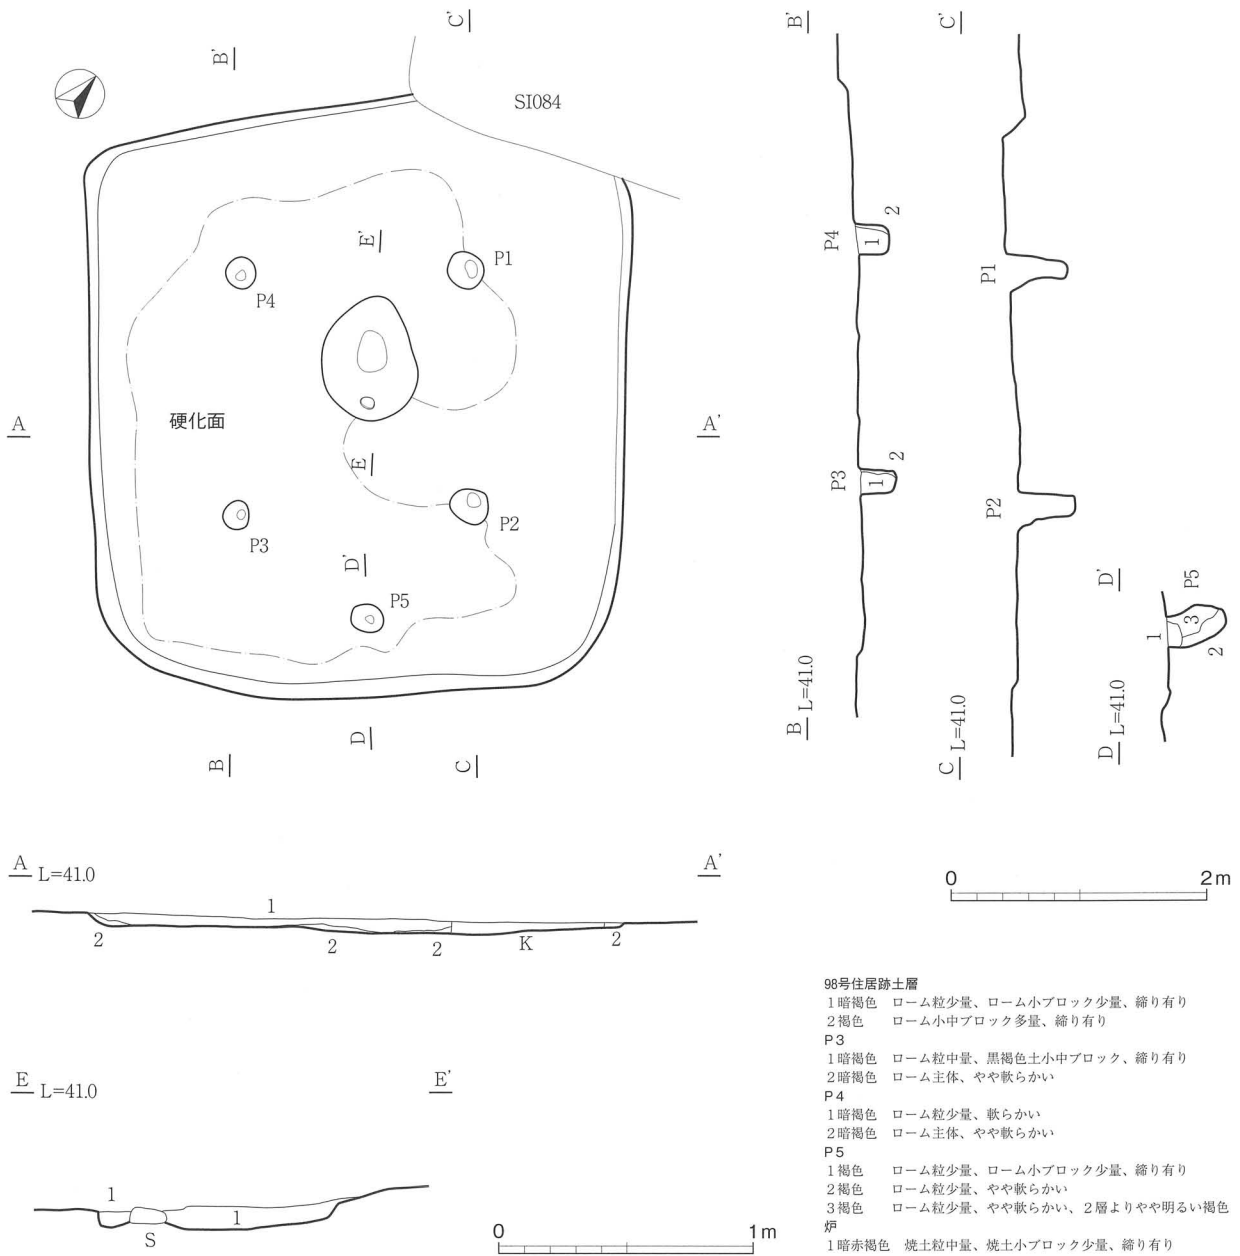 C'
B'
SI084
E'
P1
P4
硬化面
A
A'
E
P2
P3
D'
P5
D
B
C
B'
C'
2
P4
1
P1
2
P3
1
P2
D'
P5
1
3
2
B L=41.0
C L=41.0
D L=41.0
A L=41.0
A'
1
2
2
2
K
2
0
2m
E L=41.0
E'
1
1
S
0
1m
98号住居跡土層
1暗褐色 ローム粒少量、ローム小ブロック少量、締り有り
2褐色 ローム小中ブロック多量、締り有り
P3
1暗褐色 ローム粒中量、黒褐色土小中ブロック、締り有り
2暗褐色 ローム主体、やや軟らかい
P4
1暗褐色 ローム粒少量、軟らかい
2暗褐色 ローム主体、やや軟らかい
P5
1褐色 ローム粒少量、ローム小ブロック少量、締り有り
2褐色 ローム粒少量、やや軟らかい
3褐色 ローム粒少量、やや軟らかい、2層よりやや明るい褐色
炉
1暗赤褐色 焼土粒中量、焼土小ブロック少量、締り有り